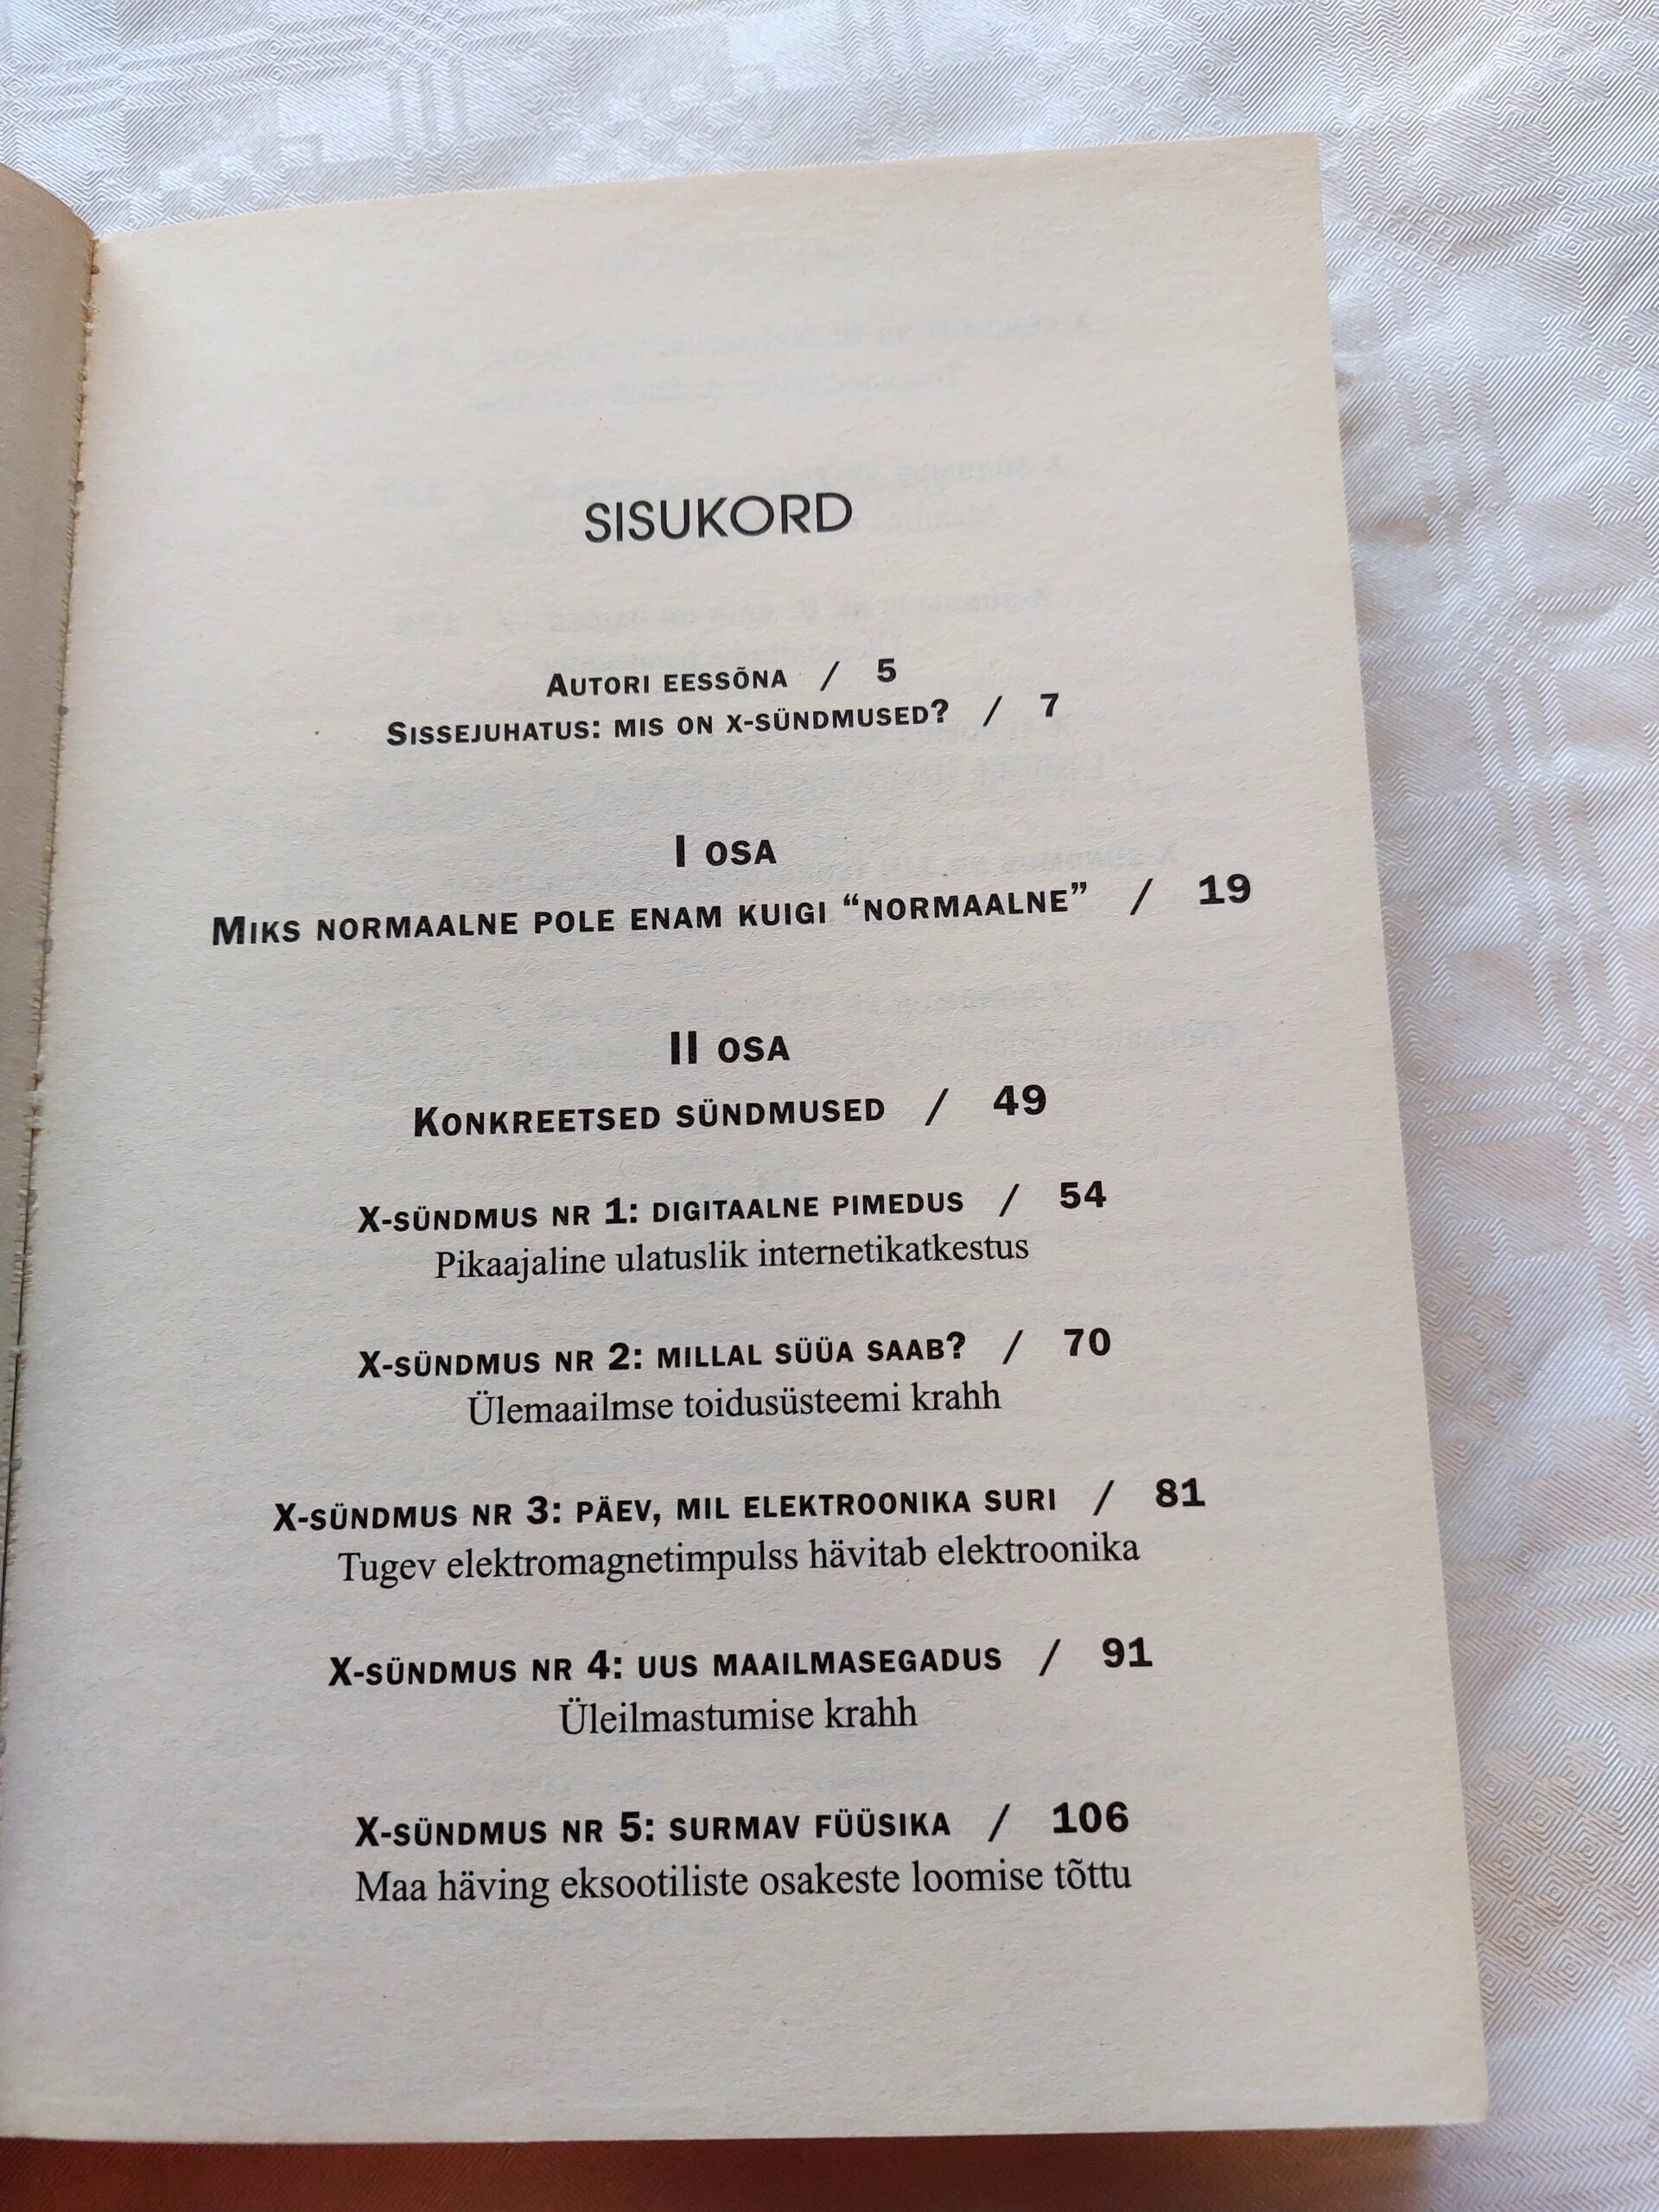 SISUKORD
AUTORI EESSÕNA / 5
SISSEJUHATUS: MIS ON X-SÜNDMUSED? / 7
I OSA
MIKS NORMAALNE POLE ENAM KUIGI “NORMAALNE” / 19
II OSA
KONKREETSED SÜNDMUSED / 49
X-SÜNDMUS NR 1: DIGITAALNE PIMEDUS / 54
Pikaajaline ulatuslik internetikatkestus
X-SÜNDMUS NR 2: MILLAL SÜÜA SAAB? / 70
Ülemaailmse toidusüsteemi krahh
X-SÜNDMUS NR 3: PÄEV, MIL ELEKTROONIKA SURI / 81
Tugev elektromagnetimpulss hävitab elektroonika
X-SÜNDMUS NR 4: UUS MAAILMASEGADUS / 91
Üleilmastumise krahh
X-SÜNDMUS NR 5: SURMAV FÜÜSIKA / 106
Maa häving eksootiliste osakeste loomise tõttu